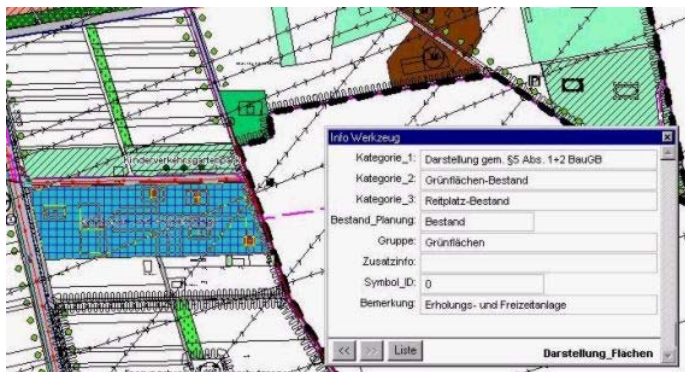 Kinderverkehrsgartenplatz
Info Werkzeug
Kategorie_1: Darstellung gem. §5 Abs. 1+2 BauGB
Kategorie_2: Grünflächen-Bestand
Kategorie_3: Reitplatz-Bestand
Bestand_Planung: Bestand
Gruppe: Grünflächen
Zusatzinfo:
Symbol_ID: 0
Bemerkung: Erholungs- und Freizeitanlage
<< >> Liste Darstellung_Flächen